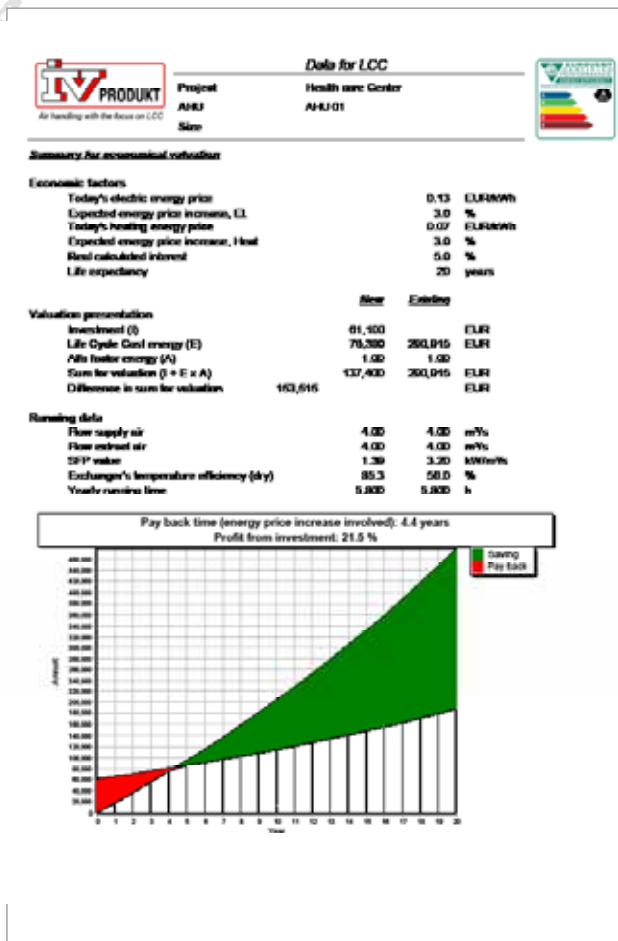 Data for LCC
IV PRODUKT
Air handling with the focus on LCC
Project Health care Center
AHU AHU 01
Size
Summary for economical valuation
Economic factors
Today's electric energy price 0.13 EUR/kWh
Expected energy price increase, El. 3.0 %
Today's heating energy price 0.07 EUR/kWh
Expected energy price increase, Heat 3.0 %
Real calculated interest 5.0 %
Life expectancy 20 years
New Existing
Valuation presentation
Investment (I) 61,100 EUR
Life Cycle Cost energy (E) 76,300 290,915 EUR
Alfa factor energy (A) 1.00 1.00
Sum for valuation (I + E x A) 137,400 290,915 EUR
Difference in sum for valuation 153,515 EUR
Running data
Flow supply air 4.00 4.00 m³/s
Flow extract air 4.00 4.00 m³/s
SFP value 1.39 3.20 kW/m³/s
Exchanger's temperature efficiency (dry) 85.3 50.0 %
Yearly running time 5,800 5,800 h
Pay back time (energy price increase involved): 4.4 years
Profit from investment: 21.5 %
Saving
Pay back
Amount
0 1 2 3 4 5 6 7 8 9 10 11 12 13 14 15 16 17 18 19 20
Year